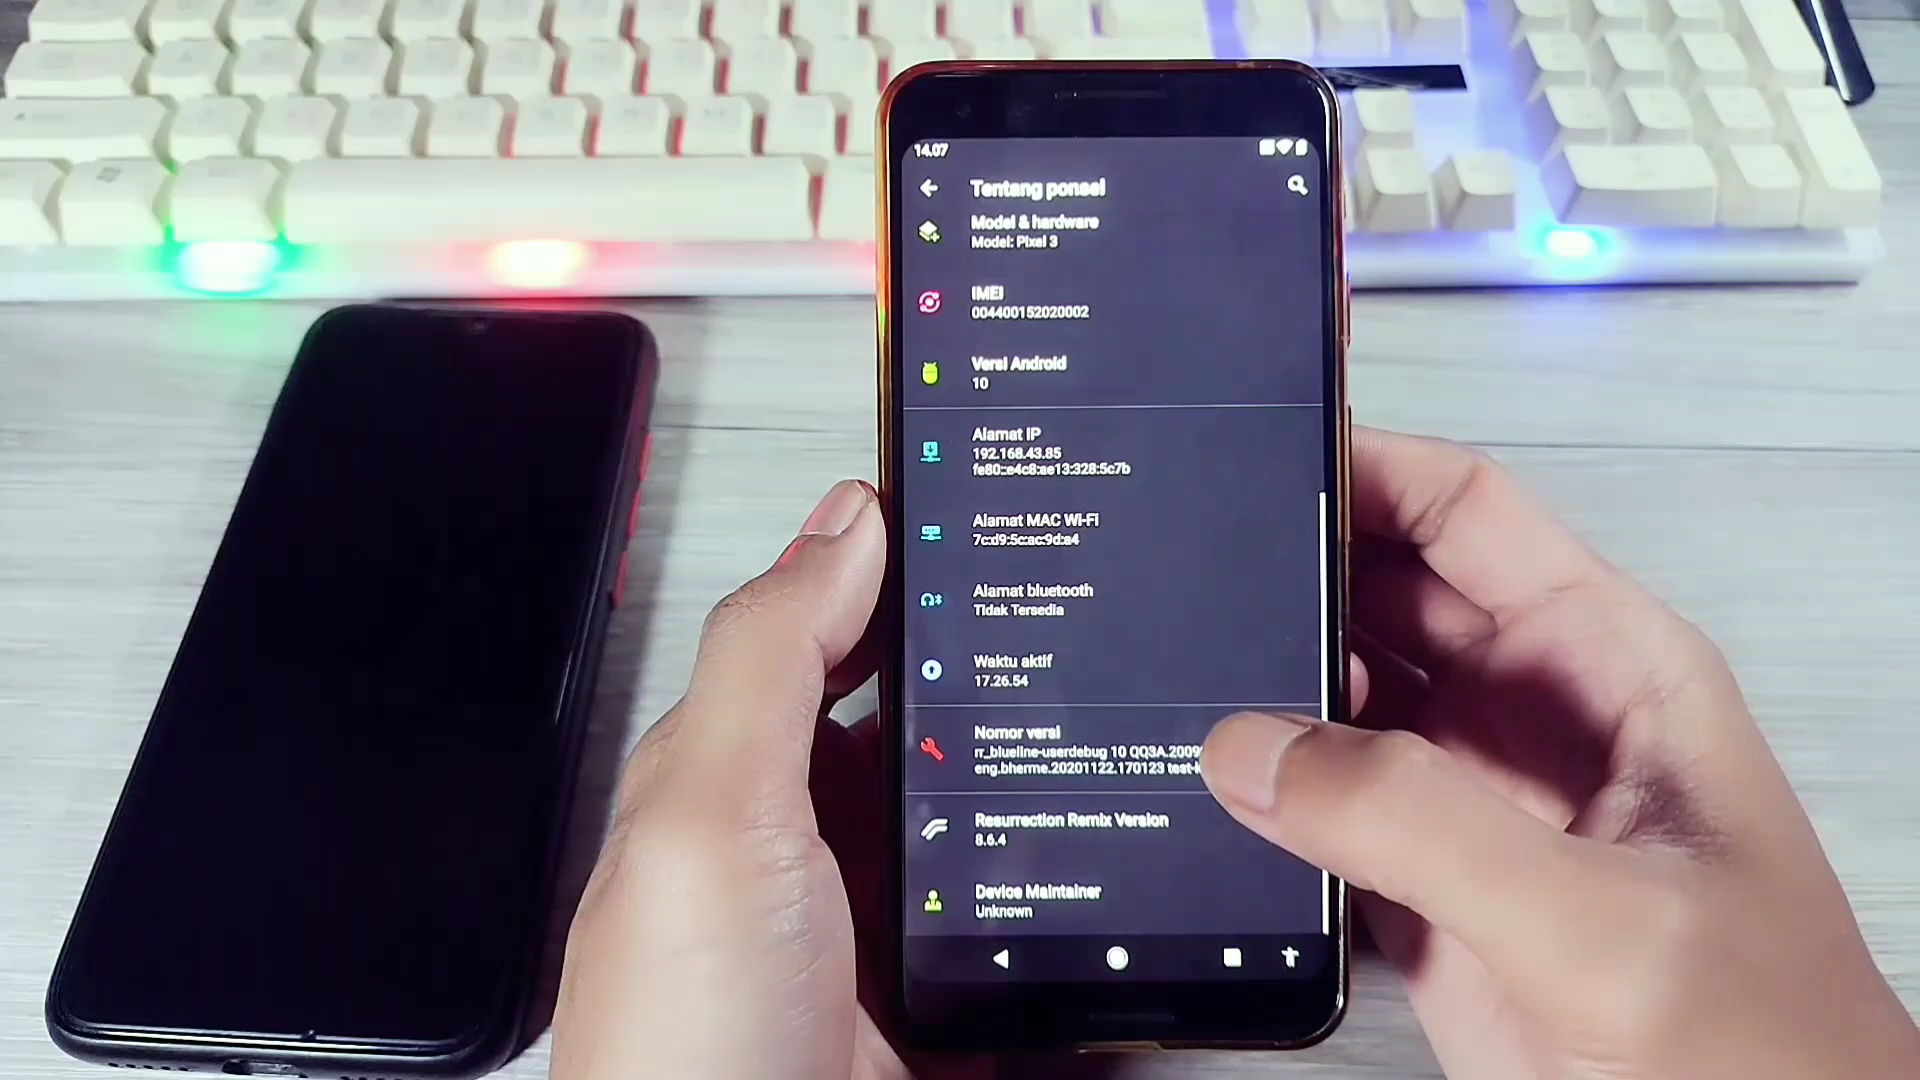 14.07
Tentang ponsel
Model & hardware
Model: Pixel 3
IMEI
004400152020002
Versi Android
10
Alamat IP
192.168.43.85
fe80::e4c8:ae13:328:5c7b
Alamat MAC Wi-Fi
7c:d9:5c:ac:9d:a4
Alamat bluetooth
Tidak Tersedia
Waktu aktif
17.26.54
Nomor versi
rr_blueline-userdebug 10 QQ3A.2009
eng.bherme.20201122.170123 test-k
Resurrection Remix Version
8.6.4
Device Maintainer
Unknown